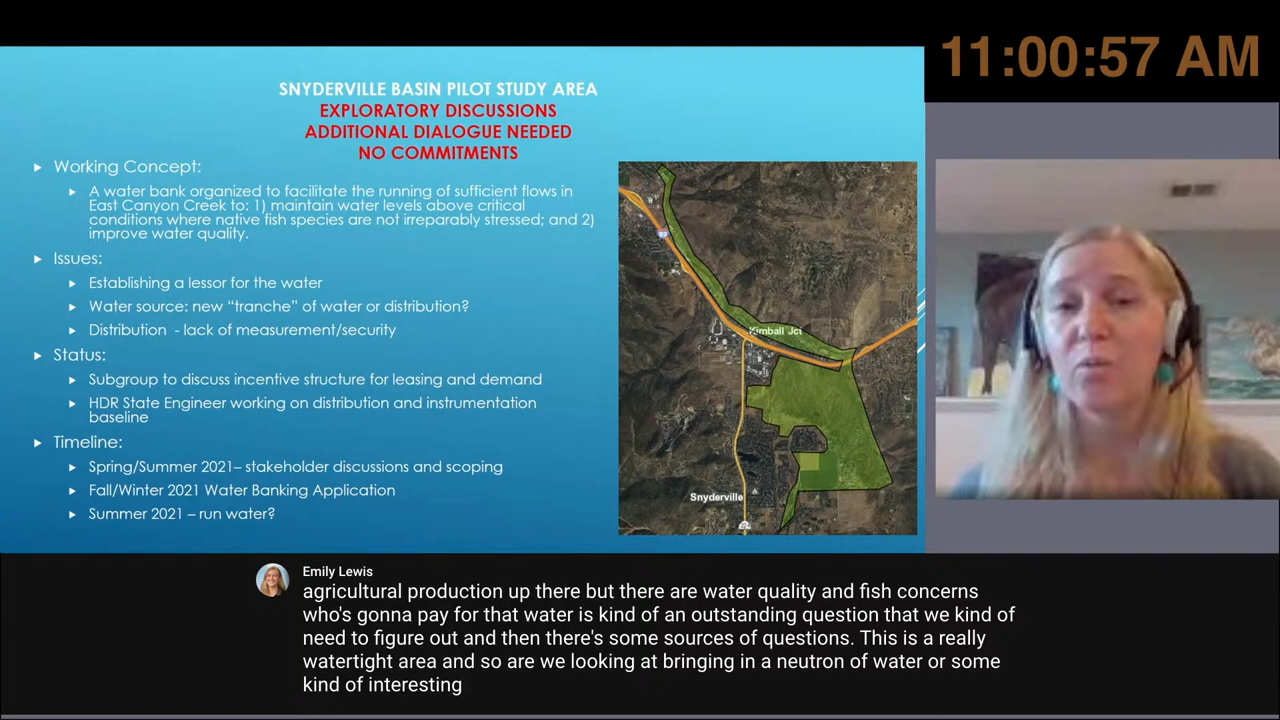 11:00:57 AM
SNYDERVILLE BASIN PILOT STUDY AREA
EXPLORATORY DISCUSSIONS
ADDITIONAL DIALOGUE NEEDED
NO COMMITMENTS
Working Concept:
A water bank organized to facilitate the running of sufficient flows in
East Canyon Creek to: 1) maintain water levels above critical
conditions where native fish species are not irreparably stressed; and 2)
improve water quality.
Issues:
Establishing a lessor for the water
Water source: new “tranche” of water or distribution?
Distribution - lack of measurement/security
Status:
Subgroup to discuss incentive structure for leasing and demand
HDR State Engineer working on distribution and instrumentation
baseline
Timeline:
Spring/Summer 2021– stakeholder discussions and scoping
Fall/Winter 2021 Water Banking Application
Summer 2021 – run water?
Kimball Jct
Snyderville
Emily Lewis
agricultural production up there but there are water quality and fish concerns
who's gonna pay for that water is kind of an outstanding question that we kind of
need to figure out and then there's some sources of questions. This is a really
watertight area and so are we looking at bringing in a neutron of water or some
kind of interesting